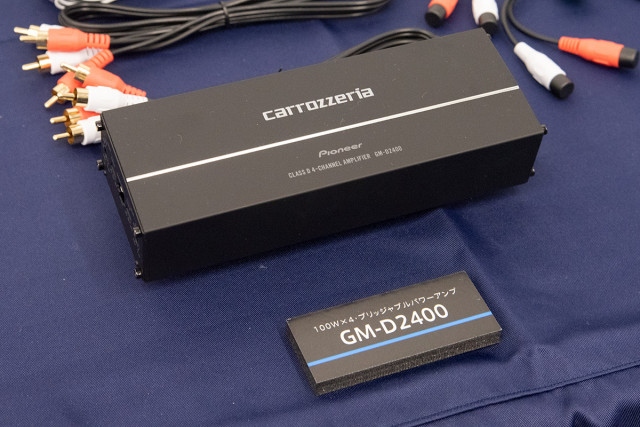 carrozzeria
Pioneer
CLASS D 4-CHANNEL AMPLIFIER GM-D2400
100W×4・ブリッジャブルパワーアンプ
GM-D2400